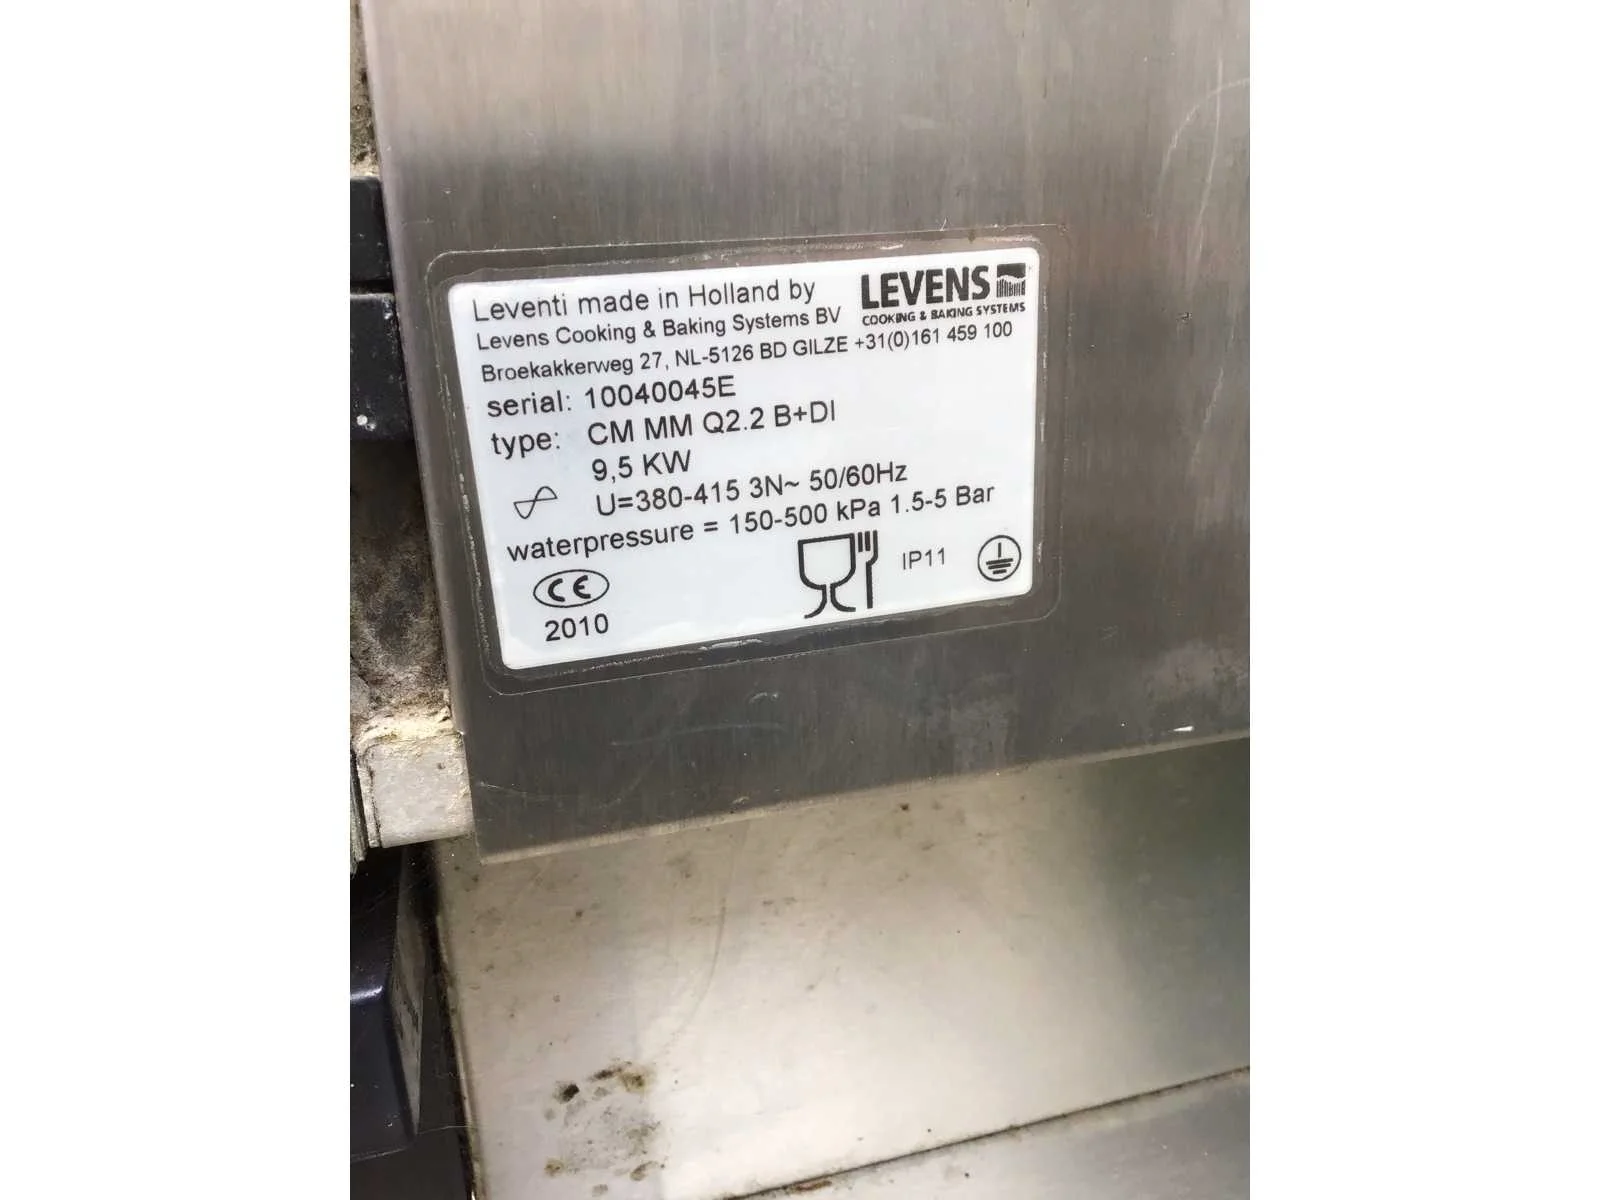 Leventi made in Holland by
LEVENS
Levens Cooking & Baking Systems BV
COOKING & BAKING SYSTEMS
Broekakkerweg 27, NL-5126 BD GILZE +31(0)161 459 100
serial: 10040045E
type: CM MM Q2.2 B+DI
9,5 KW
U=380-415 3N~ 50/60Hz
waterpressure = 150-500 kPa 1.5-5 Bar
CE
IP11
2010